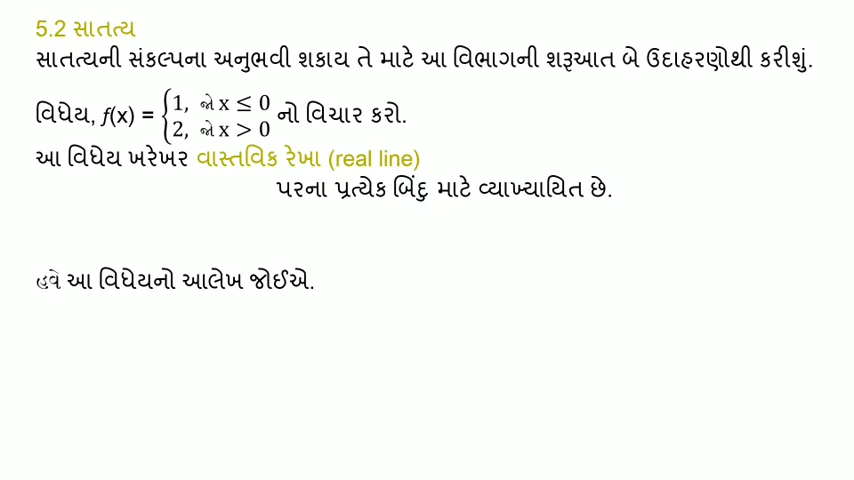 5.2 સાતત્ય
સાતત્યની સંકલ્પના અનુભવી શકાય તે માટે આ વિભાગની શરૂઆત બે ઉદાહરણોથી કરીશું.
વિધેય, f(x) = {1, જો x ≤ 0
2, જો x > 0 નો વિચાર કરો.
આ વિધેય ખરેખર વાસ્તવિક રેખા (real line)
પરના પ્રત્યેક બિંદુ માટે વ્યાખ્યાયિત છે.
હવે આ વિધેયનો આલેખ જોઈએ.